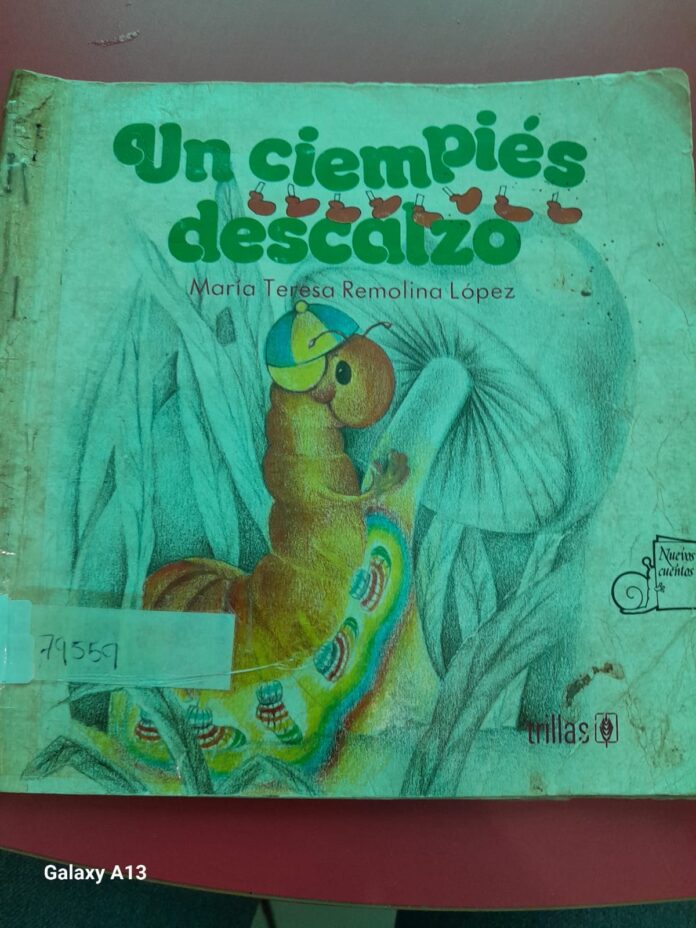 Un ciempiés
descalzo
María Teresa Remolina López
Nuevos
cuentos
79559
trillas
Galaxy A13